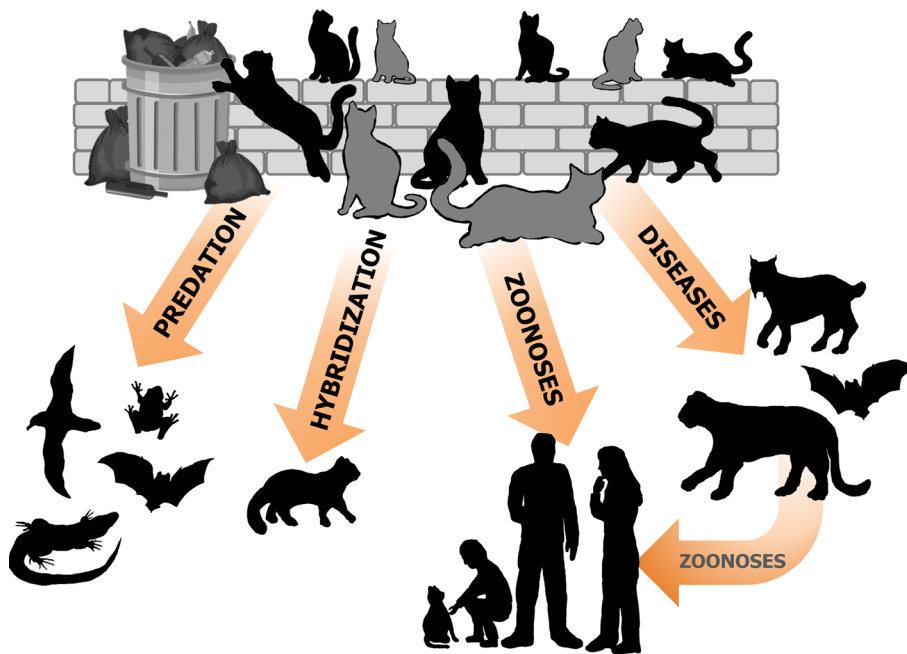 PREDATION
HYBRIDIZATION
ZOONOSES
DISEASES
ZOONOSES